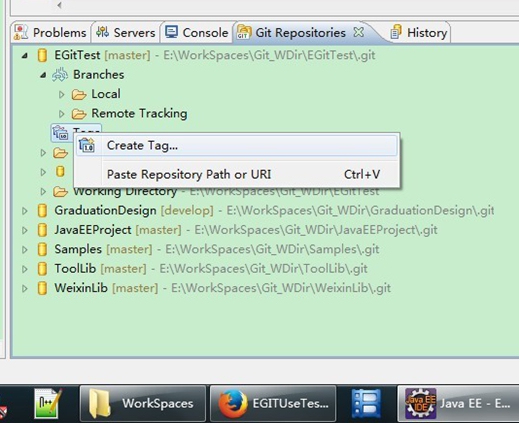 Problems Servers Console Git Repositories History
EGitTest [master] - E:\WorkSpaces\Git_WDir\EGitTest\.git
Branches
Local
Remote Tracking
Tags
Create Tag...
Paste Repository Path or URI Ctrl+V
Working Directory - E:\WorkSpaces\Git_WDir\EGitTest
GraduationDesign [develop] - E:\WorkSpaces\Git_WDir\GraduationDesign\.git
JavaEEProject [master] - E:\WorkSpaces\Git_WDir\JavaEEProject\.git
Samples [master] - E:\WorkSpaces\Git_WDir\Samples\.git
ToolLib [master] - E:\WorkSpaces\Git_WDir\ToolLib\.git
WeixinLib [master] - E:\WorkSpaces\Git_WDir\WeixinLib\.git
WorkSpaces EGITUseTes... Java EE IDE Java EE - E...